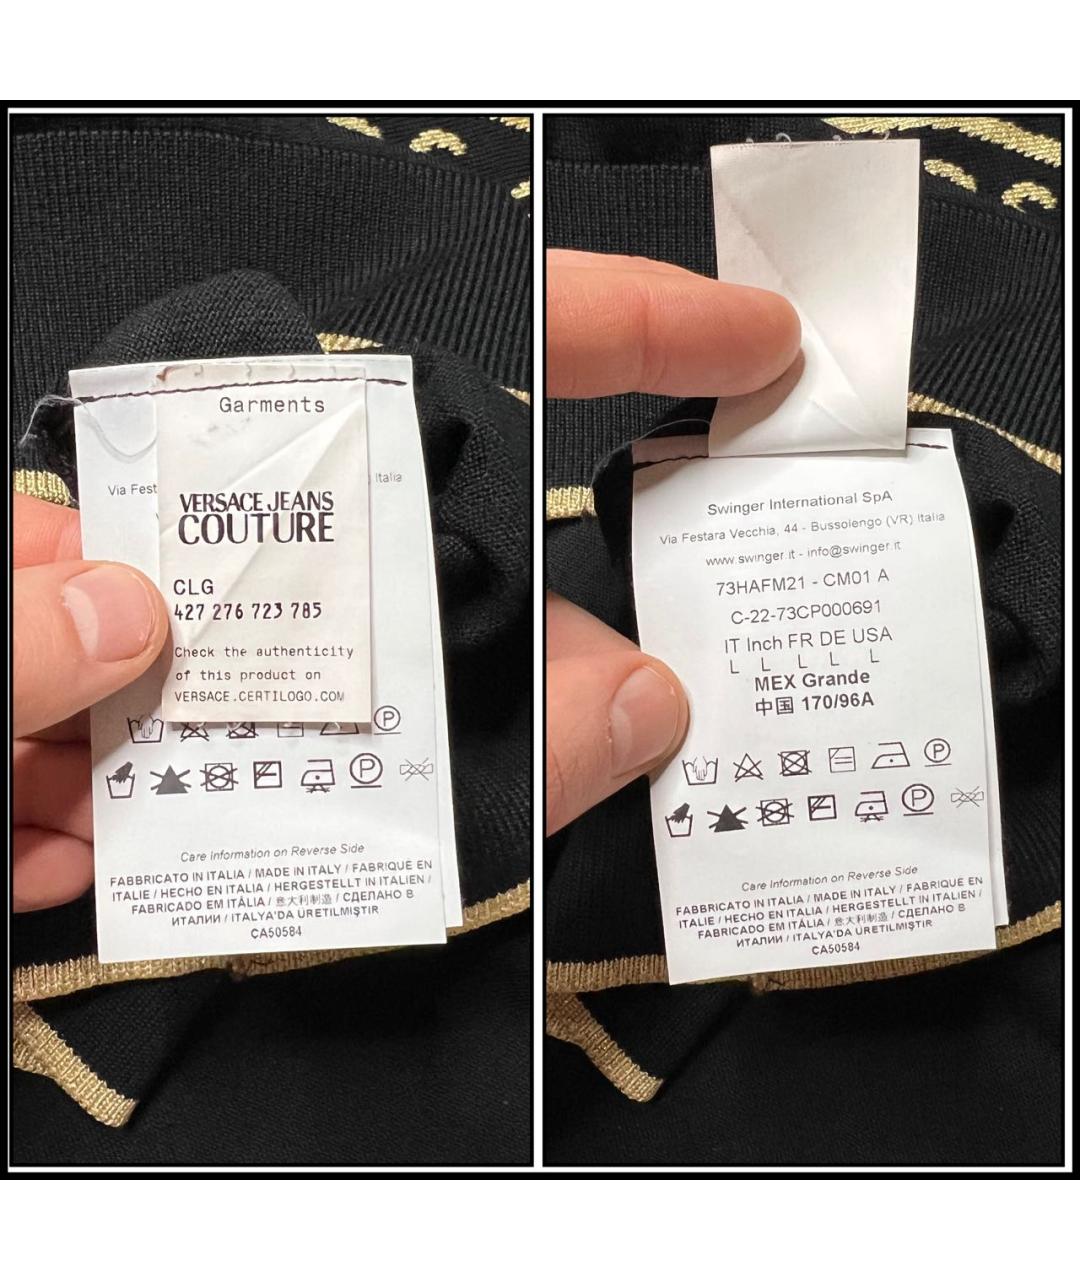 Garments
Via Fest
Italia
VERSACE JEANS
COUTURE
CLG
427 276 723 785
Check the authenticity
of this product on
VERSACE.CERTILOGO.COM
P
P
Care Information on Reverse Side
FABBRICATO IN ITALIA / MADE IN ITALY / FABRIQUÉ EN
ITALIE / HECHO EN ITALIA / HERGESTELLT IN ITALIEN /
FABRICADO EM ITÁLIA / 意大利制造 / СДЕЛАНО В
ИТАЛИИ / ITALYA'DA ÜRETILMIŞTIR
CA50584
Swinger International SpA
Via Festara Vecchia, 44 - Bussolengo (VR) Italia
www.swinger.it - info@swinger.it
73HAFM21 - CM01 A
C-22-73CP000691
IT Inch FR DE USA
L L L L L
MEX Grande
中国 170/96A
P
P
Care Information on Reverse Side
FABBRICATO IN ITALIA / MADE IN ITALY / FABRIQUÉ EN
ITALIE / HECHO EN ITALIA / HERGESTELLT IN ITALIEN /
FABRICADO EM ITÁLIA / 意大利制造 / СДЕЛАНО В
ИТАЛИИ / ITALYA'DA ÜRETILMIŞTIR
CA50584